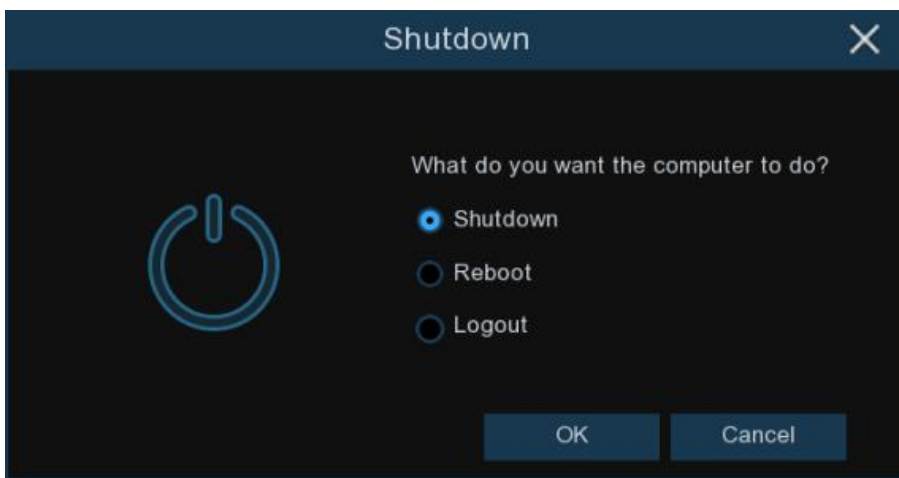 Shutdown
What do you want the computer to do?
Shutdown
Reboot
Logout
OK
Cancel